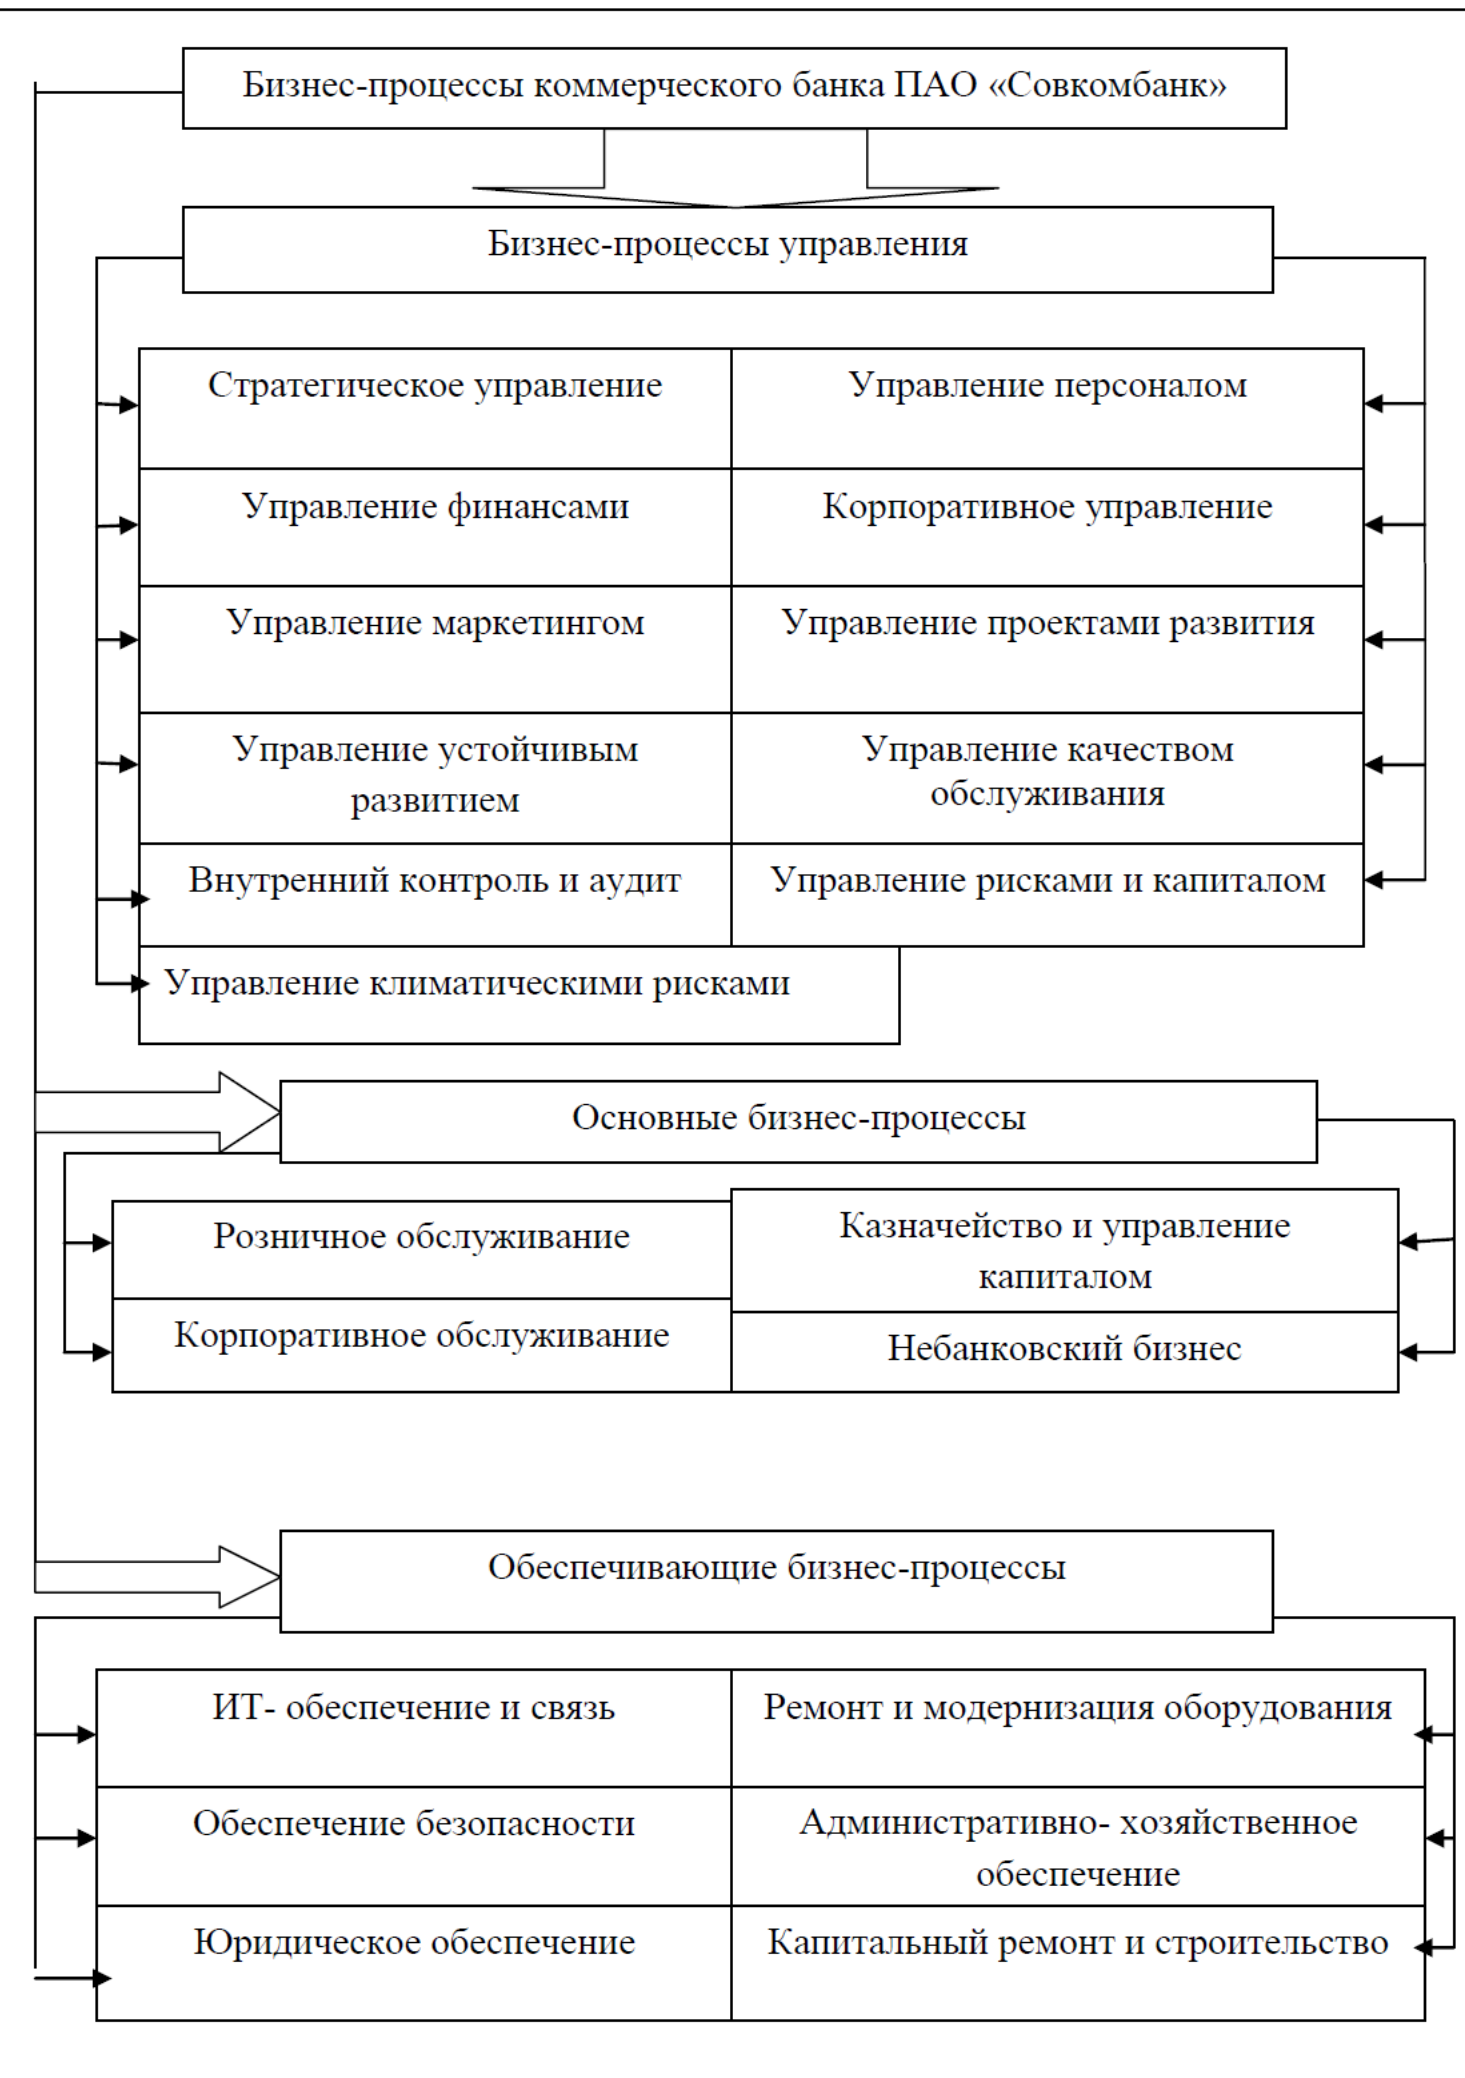 Бизнес-процессы коммерческого банка ПАО «Совкомбанк»
Бизнес-процессы управления
Стратегическое управление
Управление персоналом
Управление финансами
Корпоративное управление
Управление маркетингом
Управление проектами развития
Управление устойчивым
развитием
Управление качеством
обслуживания
Внутренний контроль и аудит
Управление рисками и капиталом
Управление климатическими рисками
Основные бизнес-процессы
Розничное обслуживание
Казначейство и управление
капиталом
Корпоративное обслуживание
Небанковский бизнес
Обеспечивающие бизнес-процессы
ИТ- обеспечение и связь
Ремонт и модернизация оборудования
Обеспечение безопасности
Административно- хозяйственное
обеспечение
Юридическое обеспечение
Капитальный ремонт и строительство